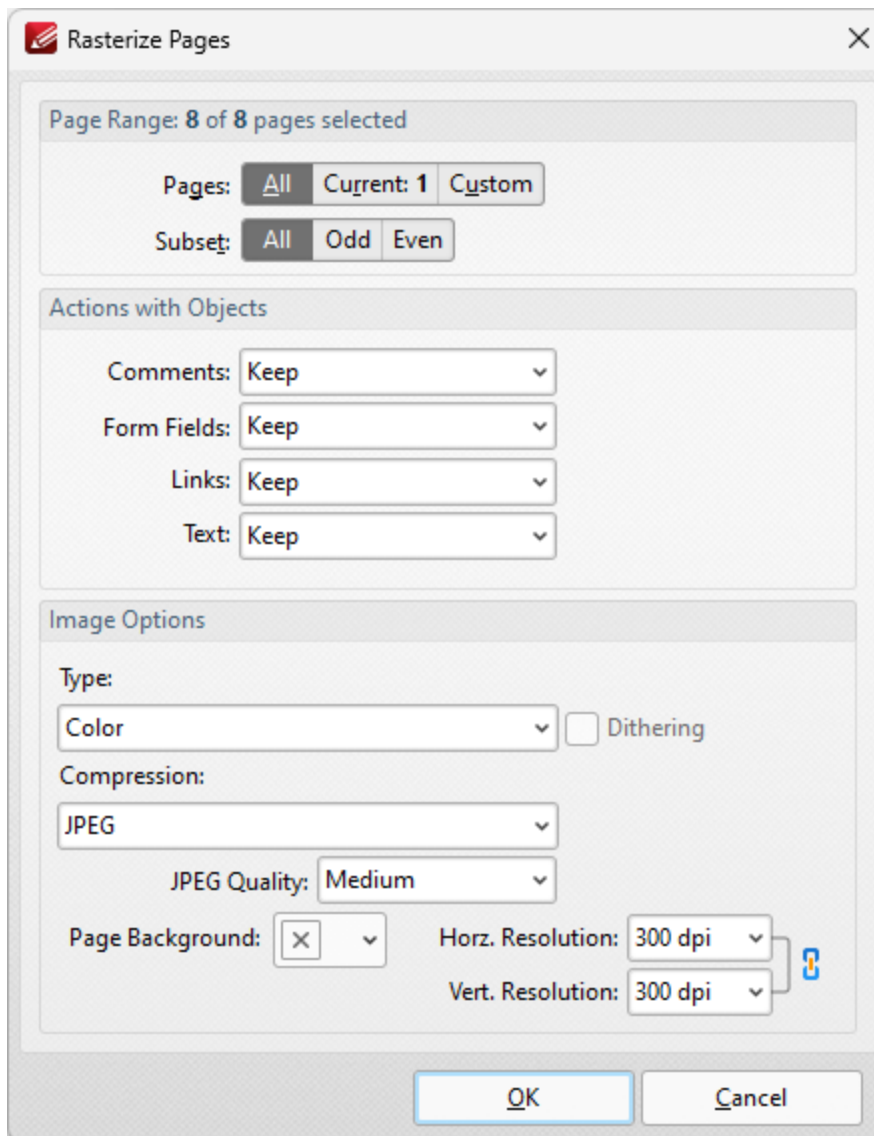 Rasterize Pages
Page Range: 8 of 8 pages selected
Pages: All Current: 1 Custom
Subset: All Odd Even
Actions with Objects
Comments: Keep
Form Fields: Keep
Links: Keep
Text: Keep
Image Options
Type:
Color Dithering
Compression:
JPEG
JPEG Quality: Medium
Page Background: Horz. Resolution: 300 dpi
Vert. Resolution: 300 dpi
OK Cancel